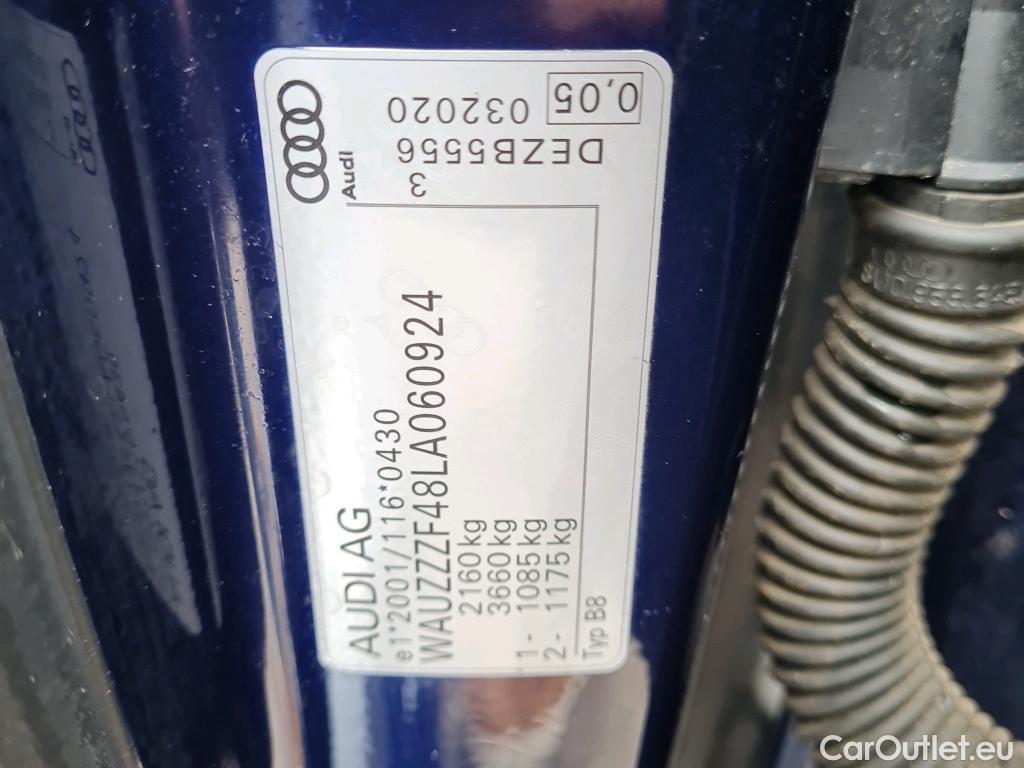 AUDI AG
e1*2001/116*0430
WAUZZZF48LA060924
2160 kg
3660 kg
1 - 1085 kg
2 - 1175 kg
Typ B8
Audi
3
032020
DEZB5556
0,05
CarOutlet.eu